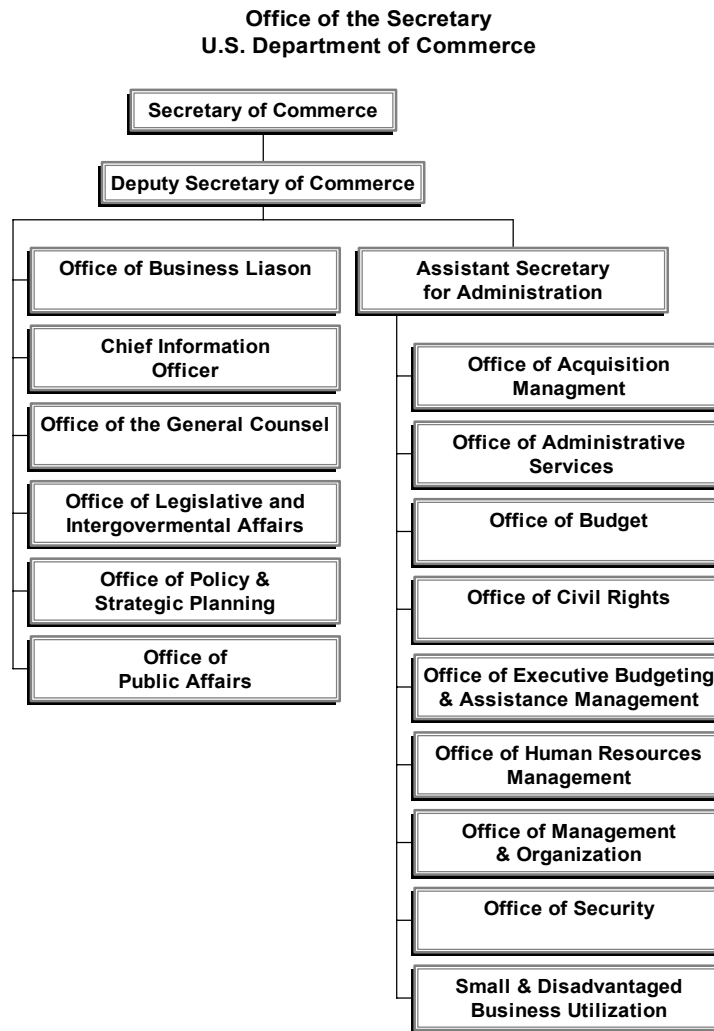 Office of the Secretary
U.S. Department of Commerce
Secretary of Commerce
Deputy Secretary of Commerce
Office of Business Liason
Chief Information
Officer
Office of the General Counsel
Office of Legislative and
Intergovermental Affairs
Office of Policy &
Strategic Planning
Office of
Public Affairs
Assistant Secretary
for Administration
Office of Acquisition
Managment
Office of Administrative
Services
Office of Budget
Office of Civil Rights
Office of Executive Budgeting
& Assistance Management
Office of Human Resources
Management
Office of Management
& Organization
Office of Security
Small & Disadvantaged
Business Utilization